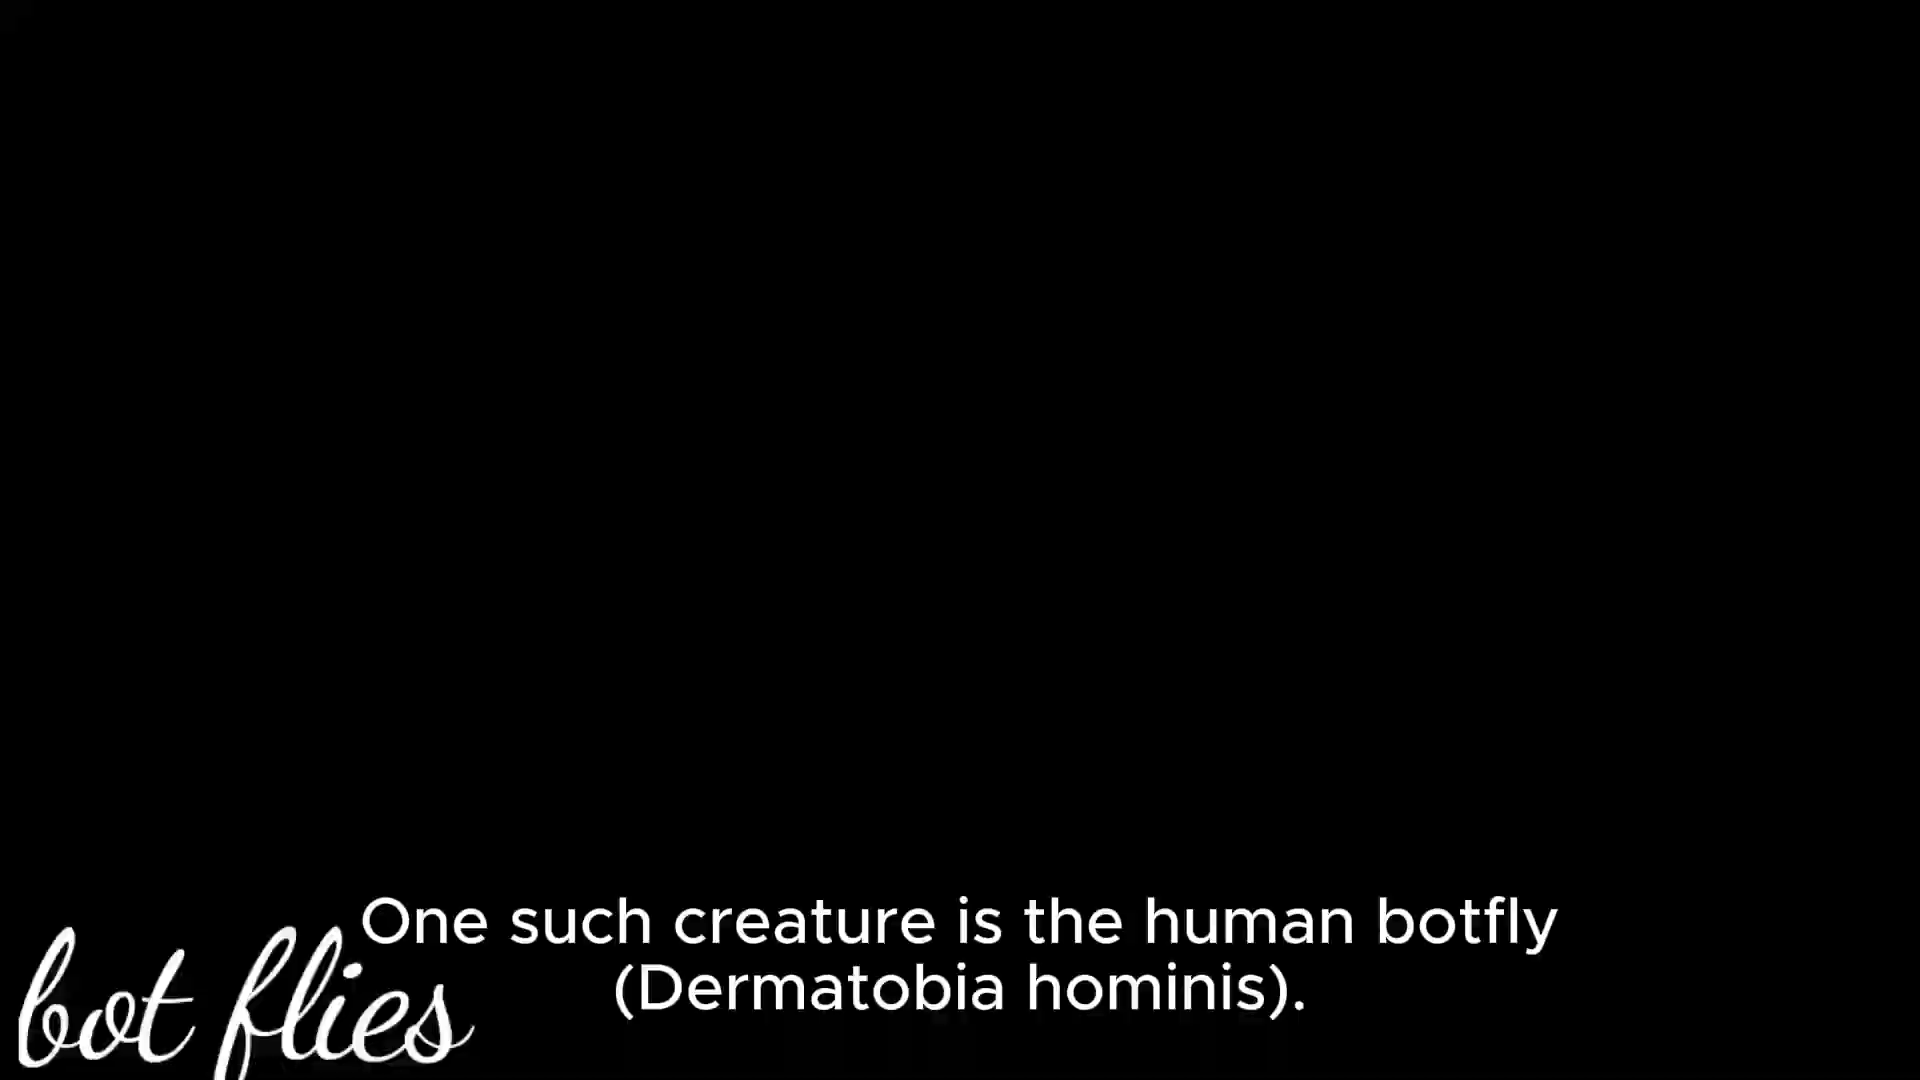 One such creature is the human botfly
(Dermatobia hominis).
bot flies